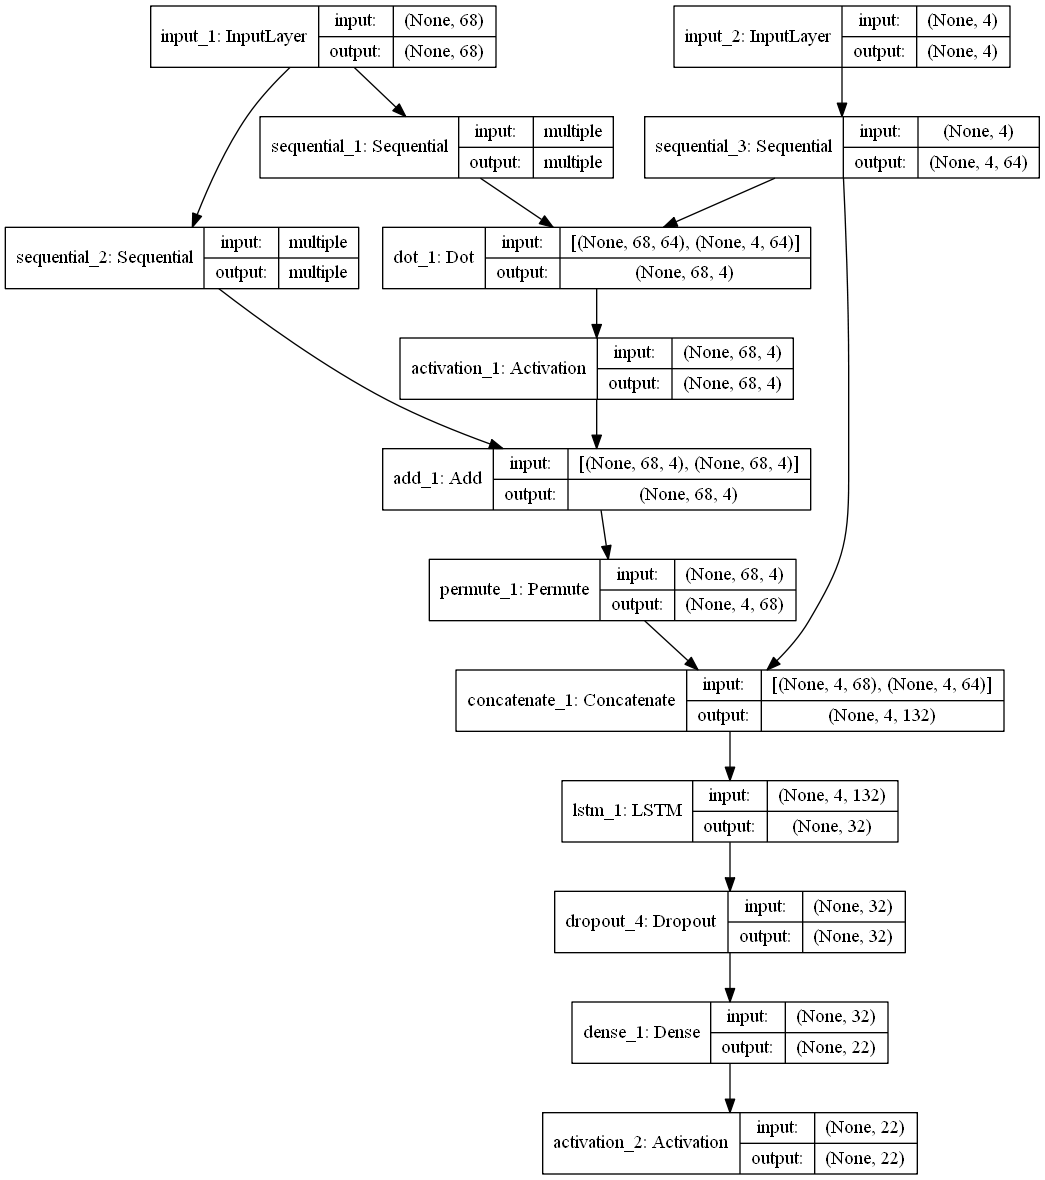 input_1: InputLayer
input: (None, 68)
output: (None, 68)
input_2: InputLayer
input: (None, 4)
output: (None, 4)
sequential_1: Sequential
input: multiple
output: multiple
sequential_3: Sequential
input: (None, 4)
output: (None, 4, 64)
sequential_2: Sequential
input: multiple
output: multiple
dot_1: Dot
input: [(None, 68, 64), (None, 4, 64)]
output: (None, 68, 4)
activation_1: Activation
input: (None, 68, 4)
output: (None, 68, 4)
add_1: Add
input: [(None, 68, 4), (None, 68, 4)]
output: (None, 68, 4)
permute_1: Permute
input: (None, 68, 4)
output: (None, 4, 68)
concatenate_1: Concatenate
input: [(None, 4, 68), (None, 4, 64)]
output: (None, 4, 132)
lstm_1: LSTM
input: (None, 4, 132)
output: (None, 32)
dropout_4: Dropout
input: (None, 32)
output: (None, 32)
dense_1: Dense
input: (None, 32)
output: (None, 22)
activation_2: Activation
input: (None, 22)
output: (None, 22)